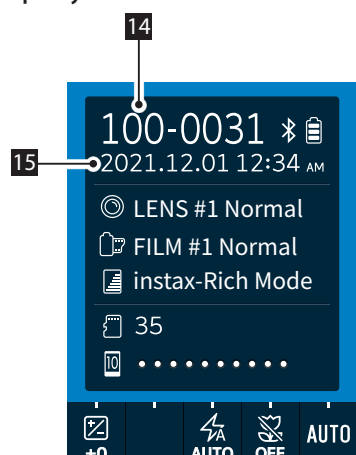 14
100-0031
15
2021.12.01 12:34 AM
LENS #1 Normal
FILM #1 Normal
instax-Rich Mode
35
10
A
AUTO
AUTO
OFF
±0